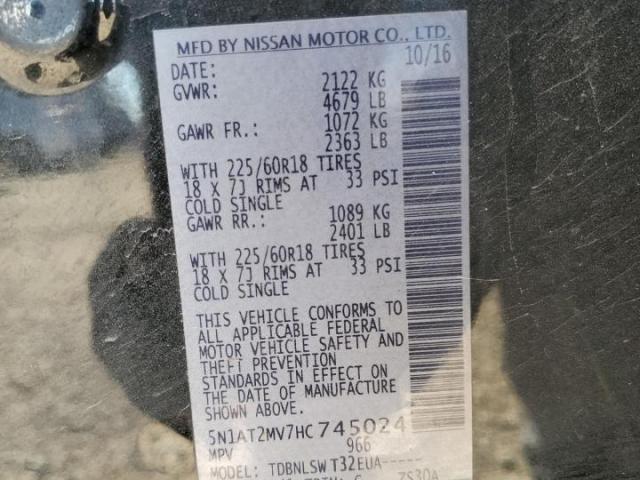 MFD BY NISSAN MOTOR CO., LTD.
DATE: 10/16
GVWR: 2122 KG
4679 LB
GAWR FR.: 1072 KG
2363 LB
WITH 225/60R18 TIRES
18 X 7J RIMS AT 33 PSI
COLD SINGLE
GAWR RR.: 1089 KG
2401 LB
WITH 225/60R18 TIRES
18 X 7J RIMS AT 33 PSI
COLD SINGLE
THIS VEHICLE CONFORMS TO
ALL APPLICABLE FEDERAL
MOTOR VEHICLE SAFETY AND
THEFT PREVENTION
STANDARDS IN EFFECT ON
THE DATE OF MANUFACTURE
SHOWN ABOVE.
5N1AT2MV7HC745024
MPV 966
MODEL: TDBNLSW T32EUA-----